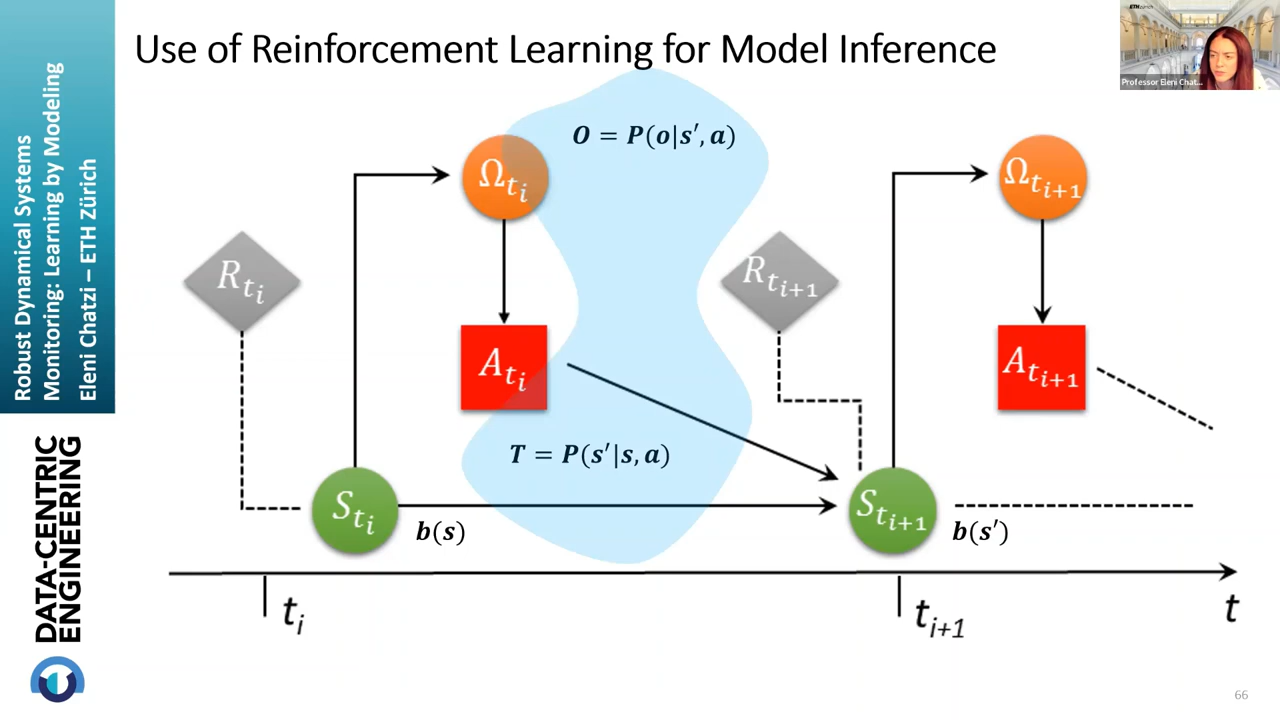 Use of Reinforcement Learning for Model Inference
ETH zürich
Professor Eleni Chat...
Robust Dynamical Systems
Monitoring: Learning by Modeling
Eleni Chatzi – ETH Zürich
DATA-CENTRIC
ENGINEERING
O = P(o|s′, a)
Ω_{t_i}
Ω_{t_{i+1}}
R_{t_i}
R_{t_{i+1}}
A_{t_i}
A_{t_{i+1}}
T = P(s′|s, a)
S_{t_i}
S_{t_{i+1}}
b(s)
b(s′)
t_i
t_{i+1}
t
66